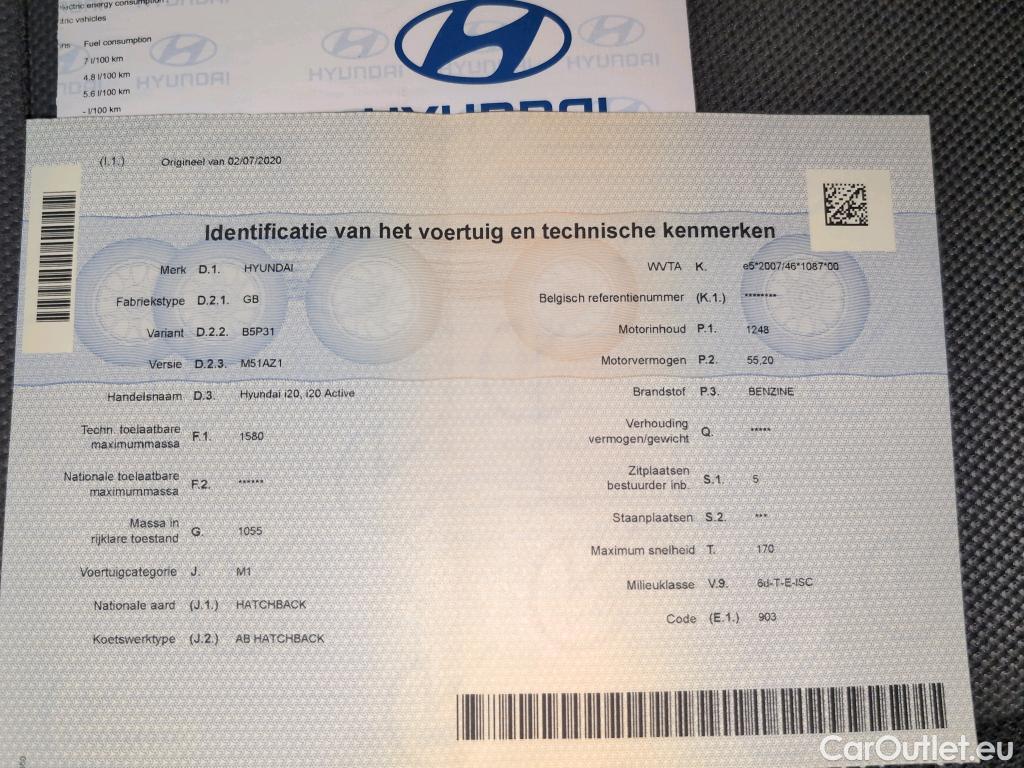 electric energy consumption
Fuel consumption
7 l/100 km
4.8 l/100 km
5.6 l/100 km
- l/100 km
HYUNDAI
HYUNDAI
HYUNDAI
HYUNDAI
(I.1.) Origineel van 02/07/2020
Identificatie van het voertuig en technische kenmerken
Merk D.1. HYUNDAI
Fabriekstype D.2.1. GB
Variant D.2.2. B5P31
Versie D.2.3. M51AZ1
Handelsnaam D.3. Hyundai i20, i20 Active
Techn. toelaatbare
maximummassa F.1. 1580
Nationale toelaatbare
maximummassa F.2. ******
Massa in
rijklare toestand G. 1055
Voertuigcategorie J. M1
Nationale aard (J.1.) HATCHBACK
Koetswerktype (J.2.) AB HATCHBACK
WVTA K. e5*2007/46*1087*00
Belgisch referentienummer (K.1.) ********
Motorinhoud P.1. 1248
Motorvermogen P.2. 55,20
Brandstof P.3. BENZINE
Verhouding
vermogen/gewicht Q. *****
Zitplaatsen
bestuurder inb. S.1. 5
Staanplaatsen S.2. ***
Maximum snelheid T. 170
Milieuklasse V.9. 6d-T-E-ISC
Code (E.1.) 903
CarOutlet.eu